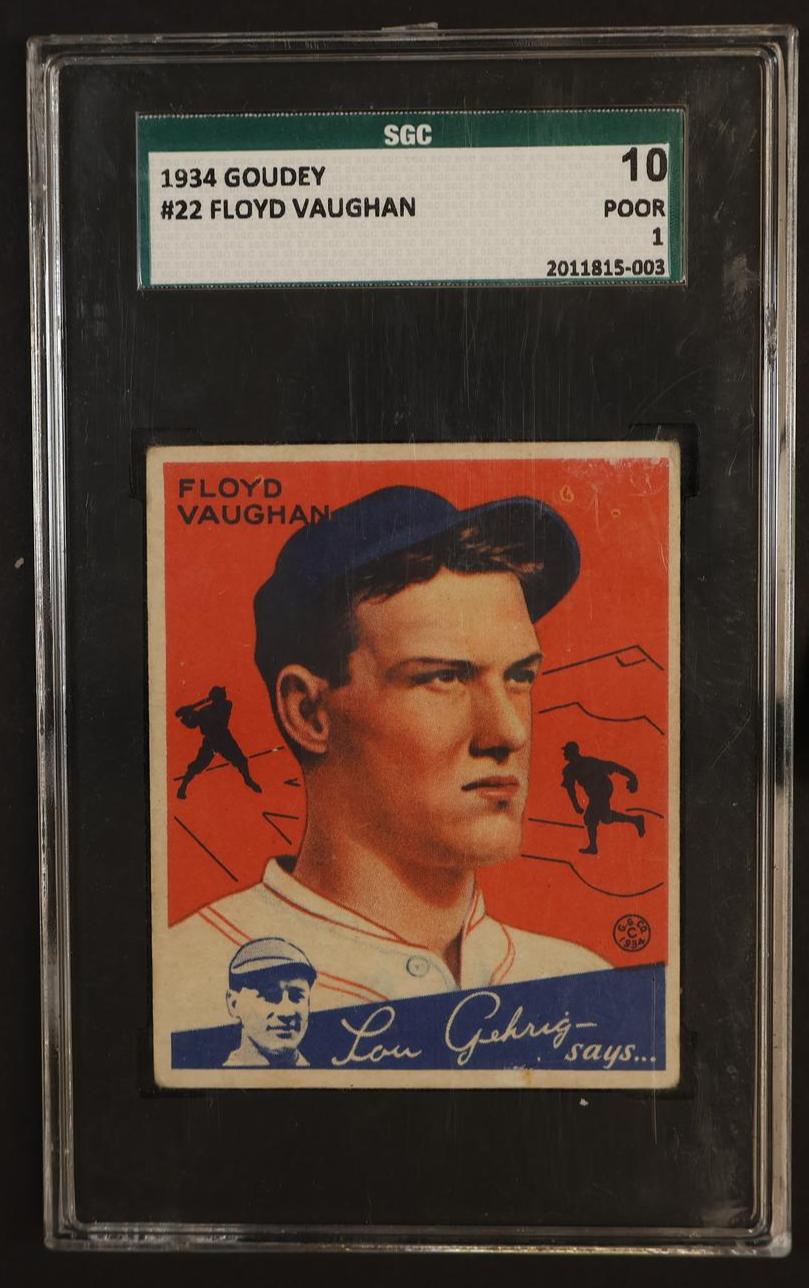 SGC
1934 GOUDEY
10
#22 FLOYD VAUGHAN
POOR
1
2011815-003
FLOYD
VAUGHAN
G.G.CO.
C
1934
Lou Gehrig
says...